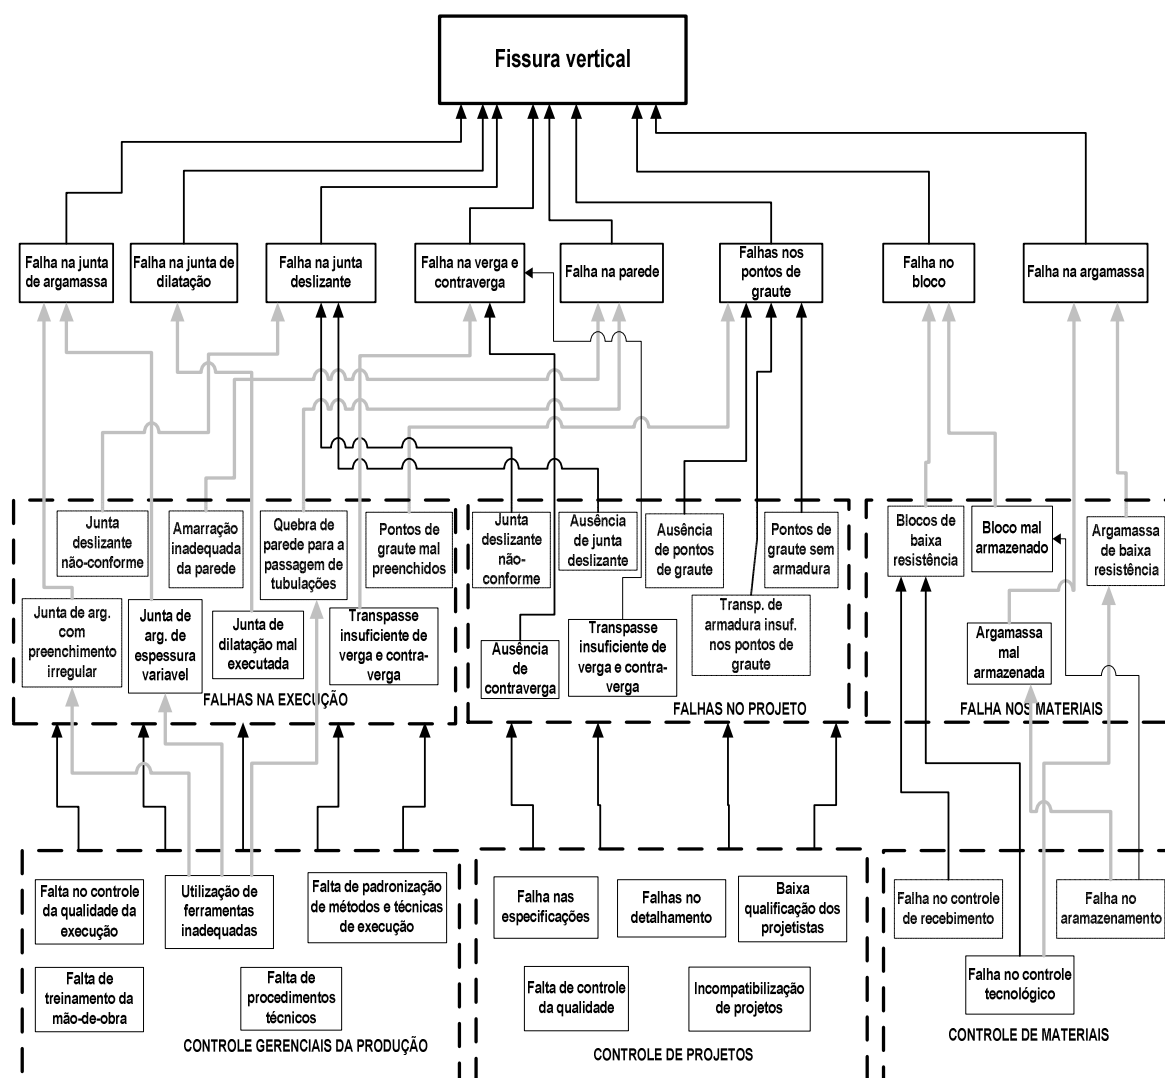 Fissura vertical
Falha na junta
de argamassa
Falha na junta de
dilatação
Falha na junta
deslizante
Falha na verga e
contraverga
Falha na parede
Falhas nos
pontos de
graute
Falha no
bloco
Falha na argamassa
Junta
deslizante
não-conforme
Amarração
inadequada
da parede
Quebra de
parede para a
passagem de
tubulações
Pontos de
graute mal
preenchidos
Junta de arg.
com
preenchimento
irregular
Junta de
arg. de
espessura
variavel
Junta de
dilatação mal
executada
Transpasse
insuficiente de
verga e contra-
verga
FALHAS NA EXECUÇÃO
Junta
deslizante
não-
conforme
Ausência
de junta
deslizante
Ausência
de pontos
de graute
Pontos de
graute sem
armadura
Ausência
de
contraverga
Transpasse
insuficiente de
verga e contra-
verga
Transp. de
armadura insuf.
nos pontos de
graute
FALHAS NO PROJETO
Blocos de
baixa
resistência
Bloco mal
armazenado
Argamassa
de baixa
resistência
Argamassa
mal
armazenada
FALHA NOS MATERIAIS
Falta no controle
da qualidade da
execução
Utilização de
ferramentas
inadequadas
Falta de padronização
de métodos e técnicas
de execução
Falta de
treinamento da
mão-de-obra
Falta de
procedimentos
técnicos
CONTROLE GERENCIAIS DA PRODUÇÃO
Falha nas
especificações
Falhas no
detalhamento
Baixa
qualificação dos
projetistas
Falta de controle
da qualidade
Incompatibilização
de projetos
CONTROLE DE PROJETOS
Falha no controle
de recebimento
Falha no
aramazenamento
Falha no controle
tecnológico
CONTROLE DE MATERIAIS